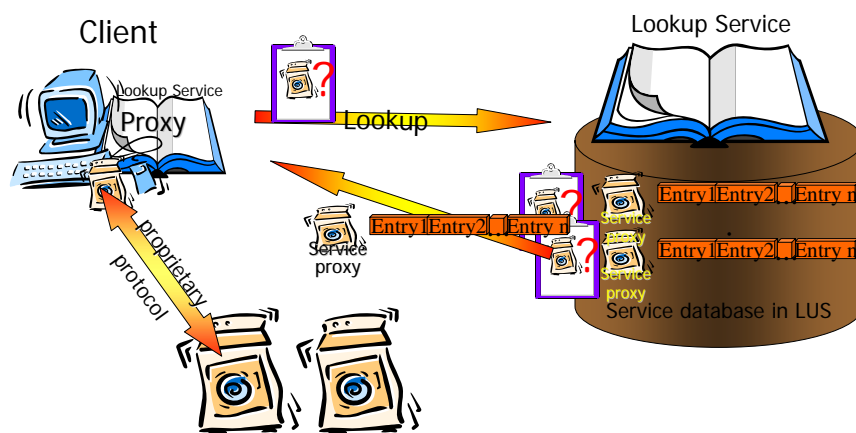 Client
Lookup Service
Lookup Service
Proxy
?
Lookup
?
?
Service
proxy
Entry1 Entry2 ... Entry n
Service
proxy
Entry1 Entry2 ... Entry n
Service
proxy
Entry1 Entry2 ... Entry n
Service database in LUS
proprietary
protocol